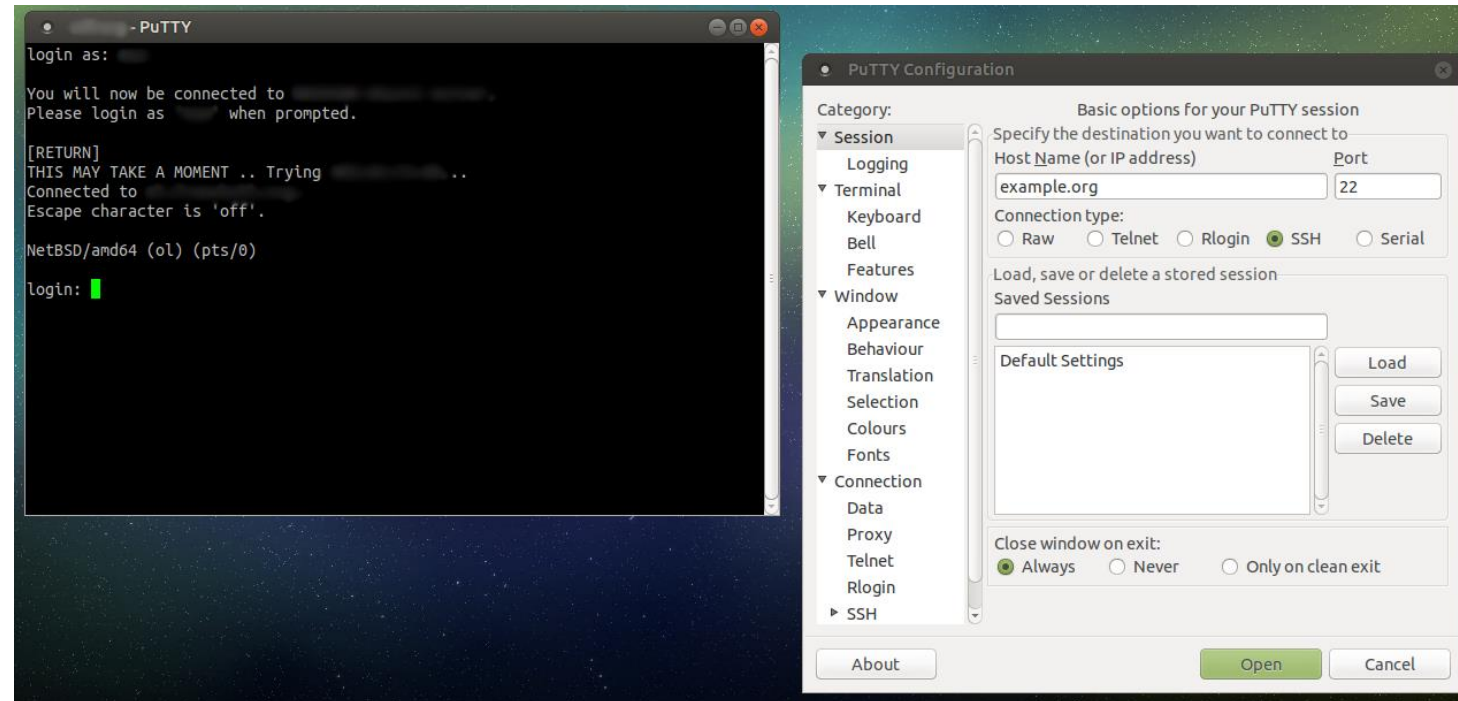 - PuTTY
login as:
You will now be connected to
Please login as ' ' when prompted.
[RETURN]
THIS MAY TAKE A MOMENT .. Trying ...
Connected to
Escape character is 'off'.
NetBSD/amd64 (ol) (pts/0)
login:
PuTTY Configuration
Category:
Session
Logging
Terminal
Keyboard
Bell
Features
Window
Appearance
Behaviour
Translation
Selection
Colours
Fonts
Connection
Data
Proxy
Telnet
Rlogin
SSH
Basic options for your PuTTY session
Specify the destination you want to connect to
Host Name (or IP address) Port
example.org 22
Connection type:
Raw Telnet Rlogin SSH Serial
Load, save or delete a stored session
Saved Sessions
Default Settings
Load
Save
Delete
Close window on exit:
Always Never Only on clean exit
About Open Cancel